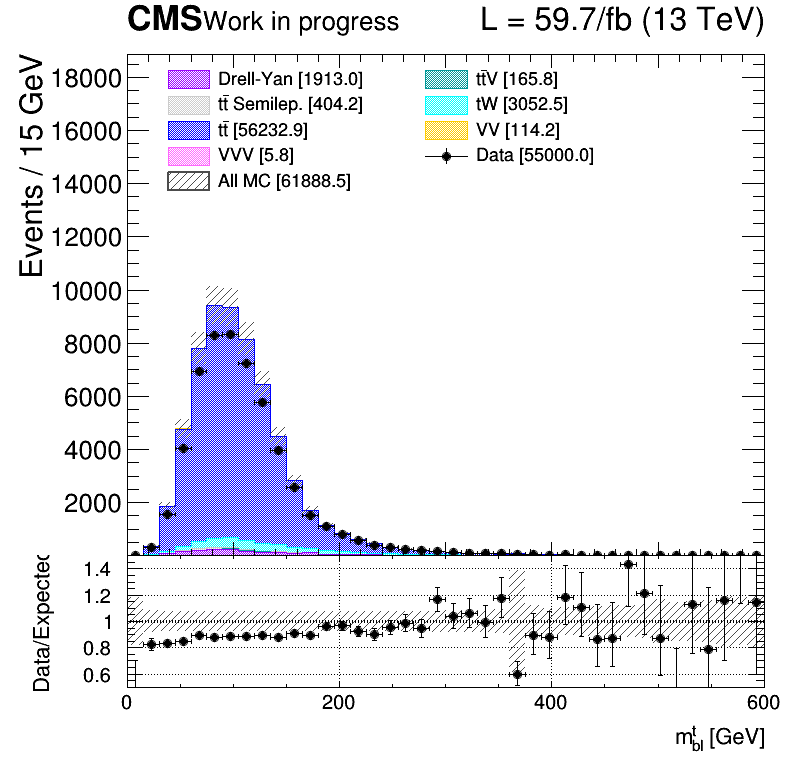 CMS Work in progress L = 59.7/fb (13 TeV)
Events / 15 GeV
18000
16000
14000
12000
10000
8000
6000
4000
2000
Drell-Yan [1913.0]
tt̄ Semilep. [404.2]
tt̄ [56232.9]
VVV [5.8]
All MC [61888.5]
tt̄V [165.8]
tW [3052.5]
VV [114.2]
Data [55000.0]
Data/Expected
1.4
1.2
1
0.8
0.6
0 200 400 600
m^t_bl [GeV]